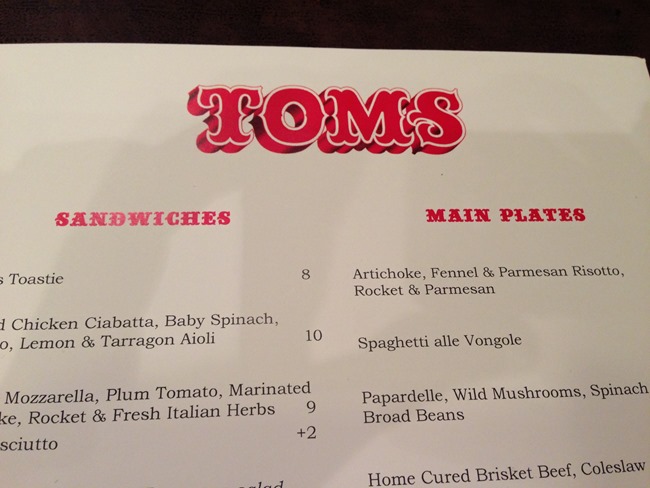 TOMS
SANDWICHES
Toastie 8
Chicken Ciabatta, Baby Spinach,
Lemon & Tarragon Aioli 10
Mozzarella, Plum Tomato, Marinated
Rocket & Fresh Italian Herbs 9
+2
MAIN PLATES
Artichoke, Fennel & Parmesan Risotto,
Rocket & Parmesan
Spaghetti alle Vongole
Papardelle, Wild Mushrooms, Spinach
Broad Beans
Home Cured Brisket Beef, Coleslaw